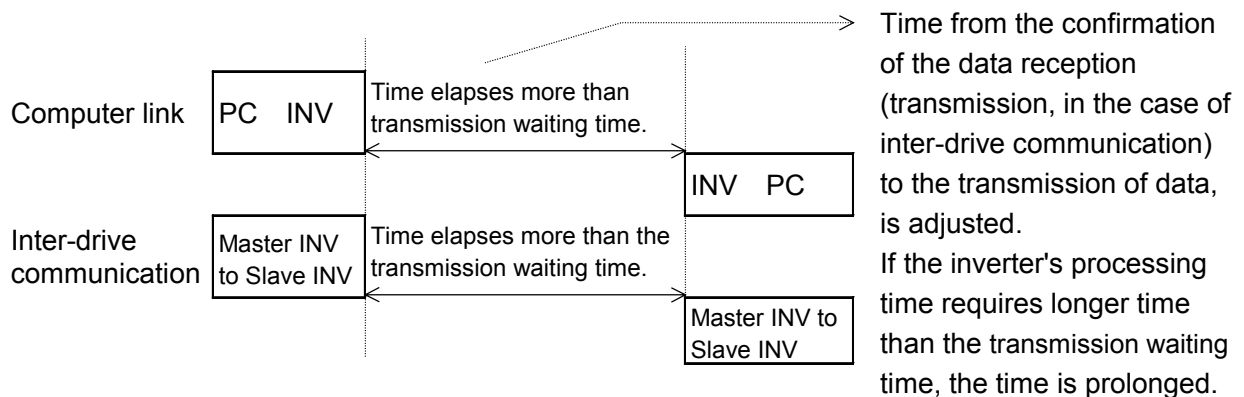 Computer link
PC INV
Time elapses more than
transmission waiting time.
INV PC
Inter-drive
communication
Master INV
to Slave INV
Time elapses more than the
transmission waiting time.
Master INV to
Slave INV
Time from the confirmation
of the data reception
(transmission, in the case of
inter-drive communication)
to the transmission of data,
is adjusted.
If the inverter's processing
time requires longer time
than the transmission waiting
time, the time is prolonged.